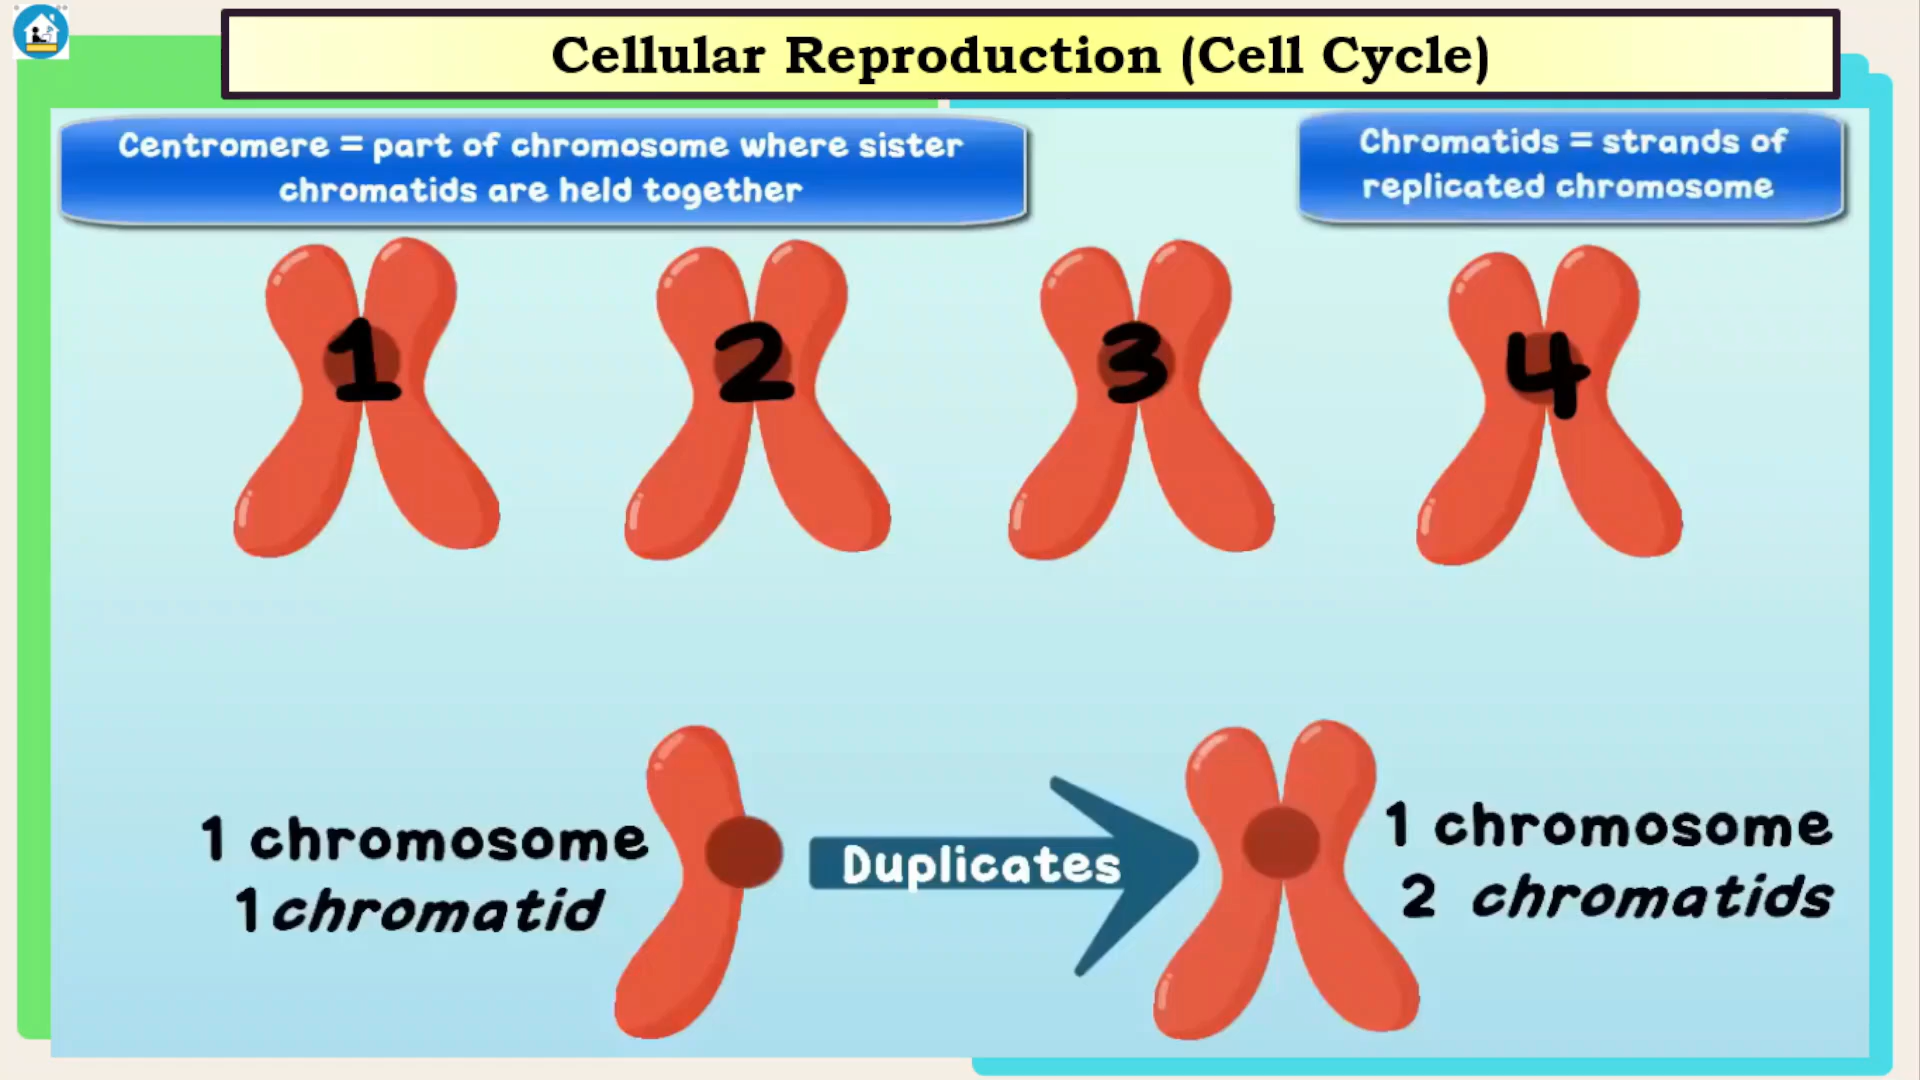 Cellular Reproduction (Cell Cycle)
Centromere = part of chromosome where sister
chromatids are held together
Chromatids = strands of
replicated chromosome
1
2
3
4
1 chromosome
1 chromatid
Duplicates
1 chromosome
2 chromatids